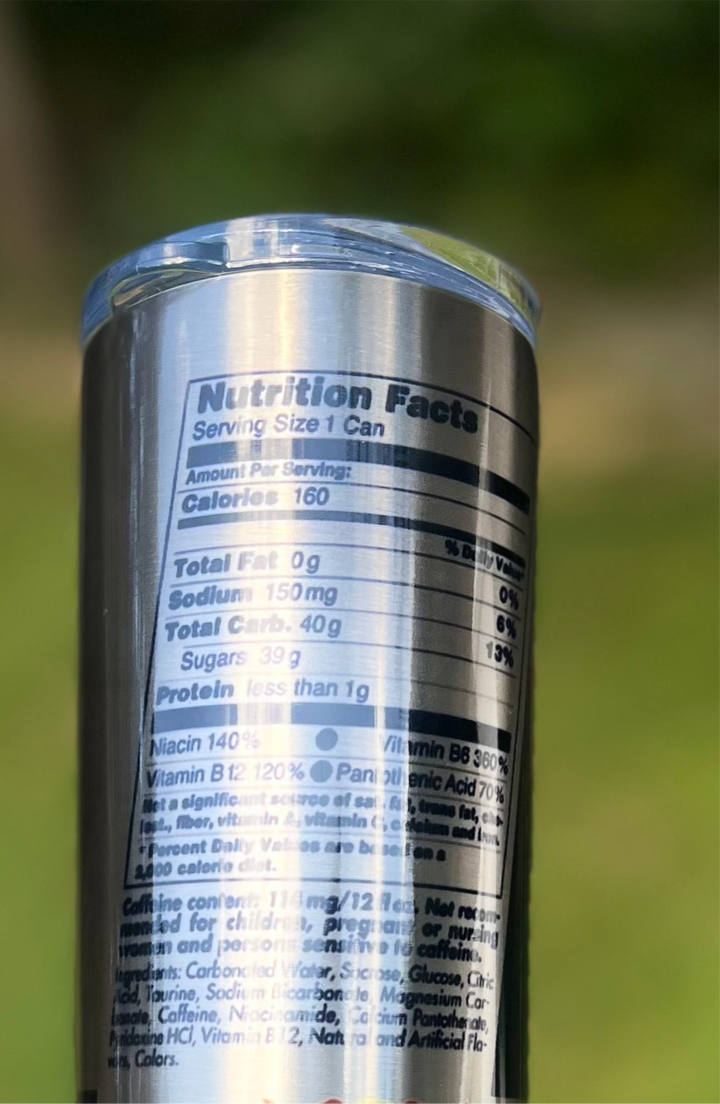 Nutrition Facts
Serving Size 1 Can
Amount Per Serving:
Calories 160
% Daily Value*
Total Fat 0g 0%
Sodium 150mg 6%
Total Carb. 40g 13%
Sugars 39g
Protein less than 1g
Niacin 140% ● Vitamin B6 360%
Vitamin B12 120% ● Pantothenic Acid 70%
Not a significant source of sat. fat, trans fat, cho-
lest., fiber, vitamin A, vitamin C, calcium and iron.
* Percent Daily Values are based on a
2,000 calorie diet.
Caffeine content: 114 mg/12 fl oz. Not recom-
mended for children, pregnant or nursing
women and persons sensitive to caffeine.
Ingredients: Carbonated Water, Sucrose, Glucose, Citric
Acid, Taurine, Sodium Bicarbonate, Magnesium Car-
bonate, Caffeine, Niacinamide, Calcium Pantothenate,
Pyridoxine HCl, Vitamin B12, Natural and Artificial Fla-
vors, Colors.